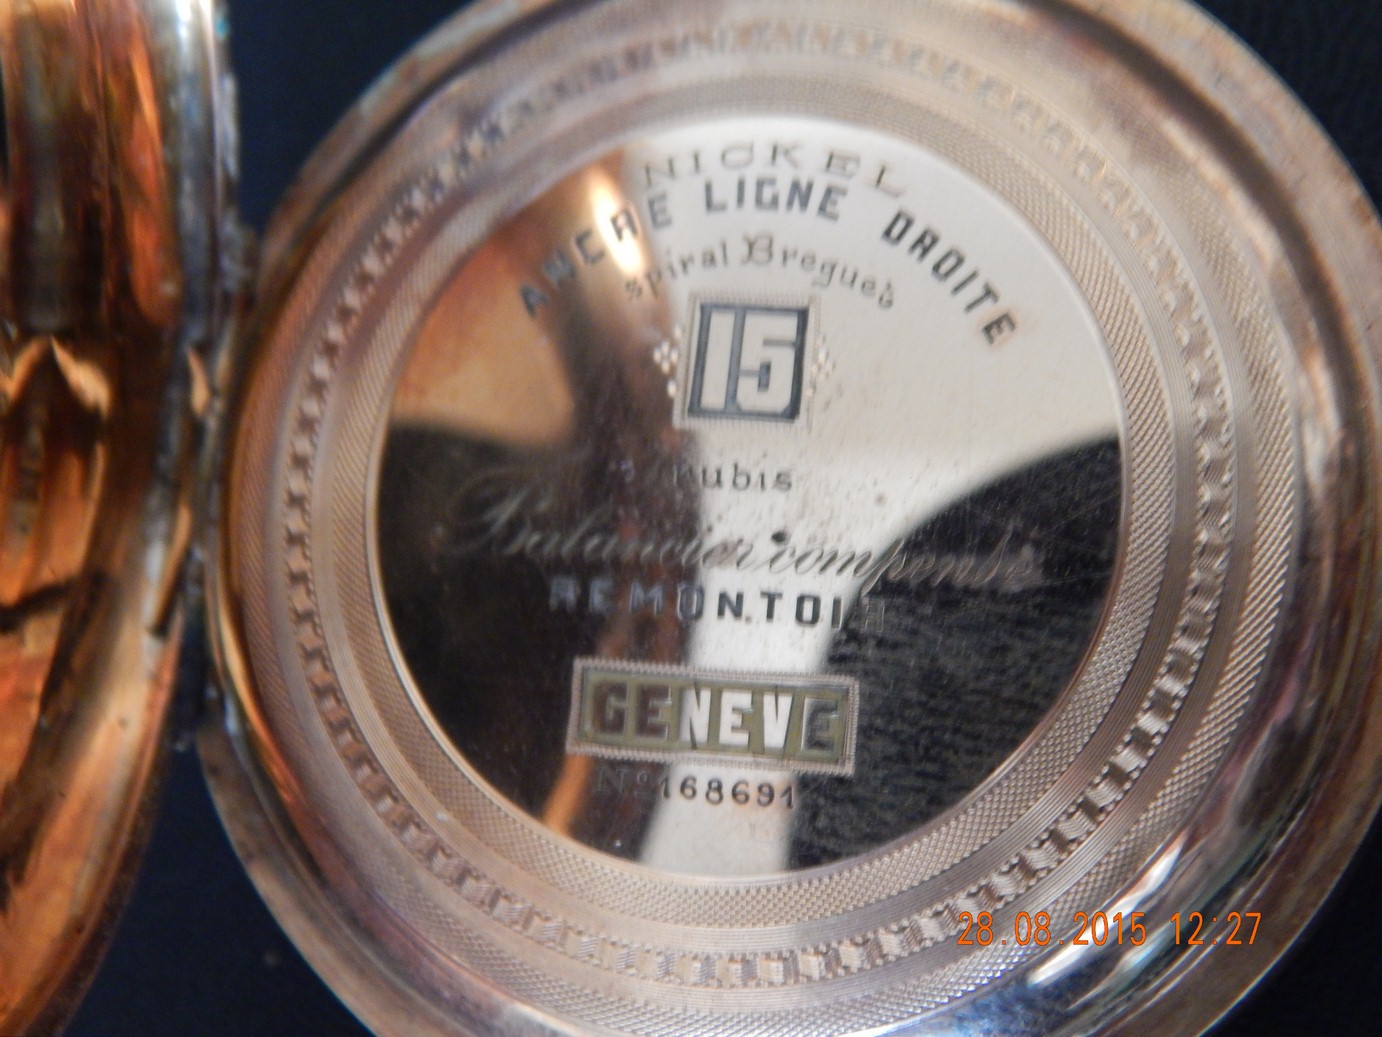 NICKEL
ANCRE LIGNE DROITE
spiral Breguet
15
rubis
Balancier compensé
REMONTOIR
GENEVE
No 168691
28.08.2015 12:27